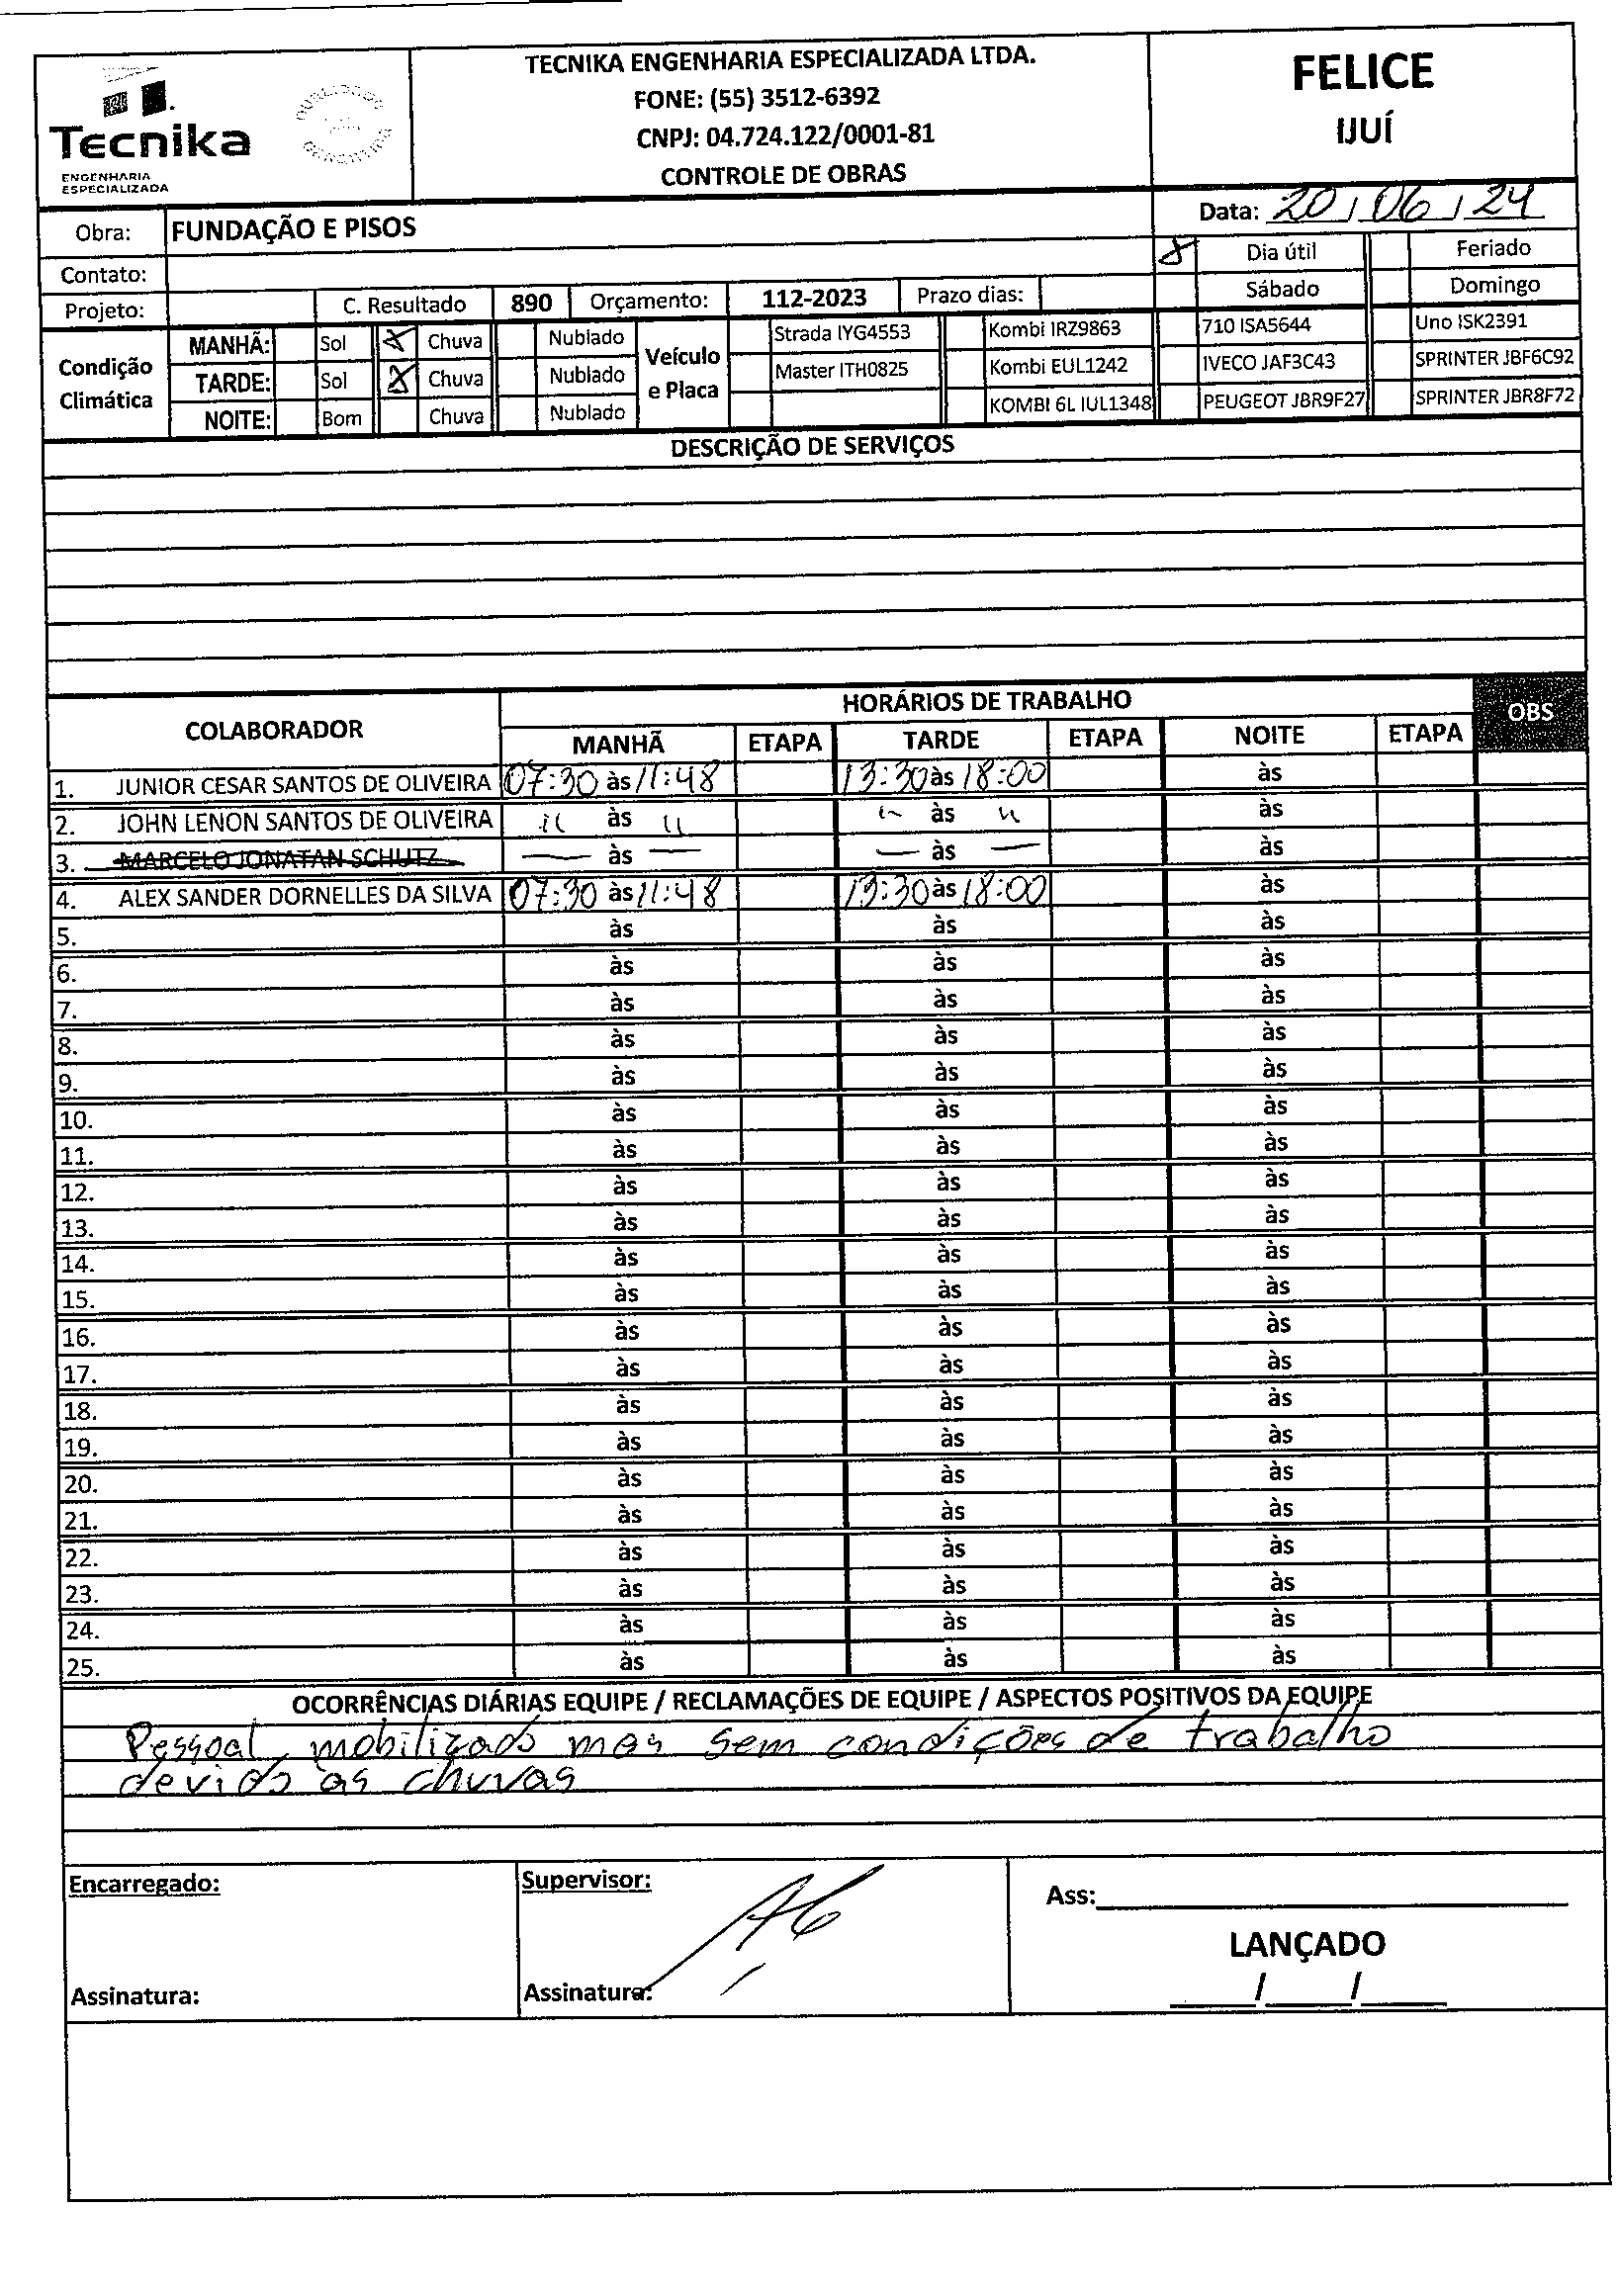 Tecnika
ENGENHARIA
ESPECIALIZADA
TECNIKA ENGENHARIA ESPECIALIZADA LTDA.
FONE: (55) 3512-6392
CNPJ: 04.724.122/0001-81
CONTROLE DE OBRAS
FELICE
IJUÍ
Obra: FUNDAÇÃO E PISOS
Data: 20/06/24
Contato:
X Dia útil Feriado
Sábado Domingo
Projeto: C. Resultado 890 Orçamento: 112-2023 Prazo dias:
Condição Climática
MANHÃ: Sol X Chuva Nublado
TARDE: Sol X Chuva Nublado
NOITE: Bom Chuva Nublado
Veículo e Placa
Strada IYG4553 Kombi IRZ9863 710 ISA5644 Uno ISK2391
Master ITH0825 Kombi EUL1242 IVECO JAF3C43 SPRINTER JBF6C92
KOMBI 6L IUL1348 PEUGEOT JBR9F27 SPRINTER JBR8F72
DESCRIÇÃO DE SERVIÇOS
COLABORADOR HORÁRIOS DE TRABALHO OBS
MANHÃ ETAPA TARDE ETAPA NOITE ETAPA
1. JUNIOR CESAR SANTOS DE OLIVEIRA 07:30 às 11:48 13:30 às 18:00 às
2. JOHN LENON SANTOS DE OLIVEIRA '' às '' '' às '' às
3. MARCELO JONATAN SCHUTZ — às — — às — às
4. ALEX SANDER DORNELLES DA SILVA 07:30 às 11:48 13:30 às 18:00 às
5. às às às
6. às às às
7. às às às
8. às às às
9. às às às
10. às às às
11. às às às
12. às às às
13. às às às
14. às às às
15. às às às
16. às às às
17. às às às
18. às às às
19. às às às
20. às às às
21. às às às
22. às às às
23. às às às
24. às às às
25. às às às
OCORRÊNCIAS DIÁRIAS EQUIPE / RECLAMAÇÕES DE EQUIPE / ASPECTOS POSITIVOS DA EQUIPE
Pessoal mobilizado mas sem condições de trabalho
devido as chuvas
Encarregado: Supervisor: Ass:
LANÇADO
Assinatura: Assinatura: / /